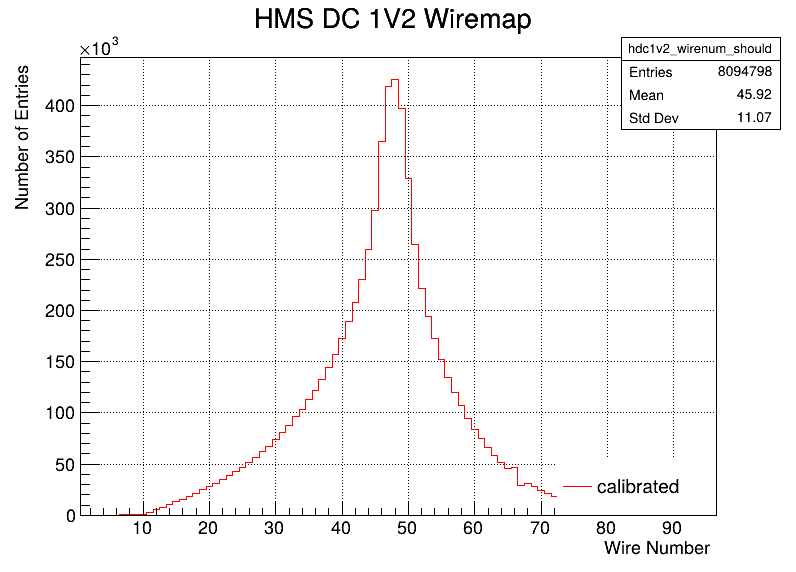 HMS DC 1V2 Wiremap
×10³
hdc1v2_wirenum_should
Entries 8094798
Mean 45.92
Std Dev 11.07
Number of Entries
400
350
300
250
200
150
100
50
0
calibrated
10 20 30 40 50 60 70 80 90
Wire Number